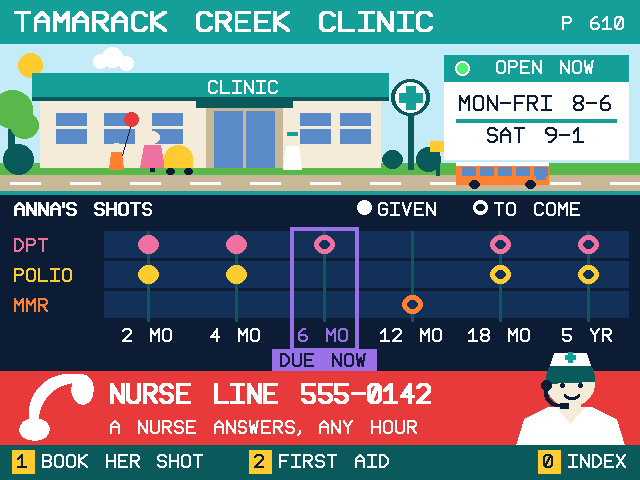 TAMARACK CREEK CLINIC P 610
CLINIC
OPEN NOW
MON-FRI 8-6
SAT 9-1
ANNA'S SHOTS GIVEN TO COME
DPT
POLIO
MMR
2 MO 4 MO 6 MO 12 MO 18 MO 5 YR
DUE NOW
NURSE LINE 555-0142
A NURSE ANSWERS, ANY HOUR
1 BOOK HER SHOT 2 FIRST AID 0 INDEX